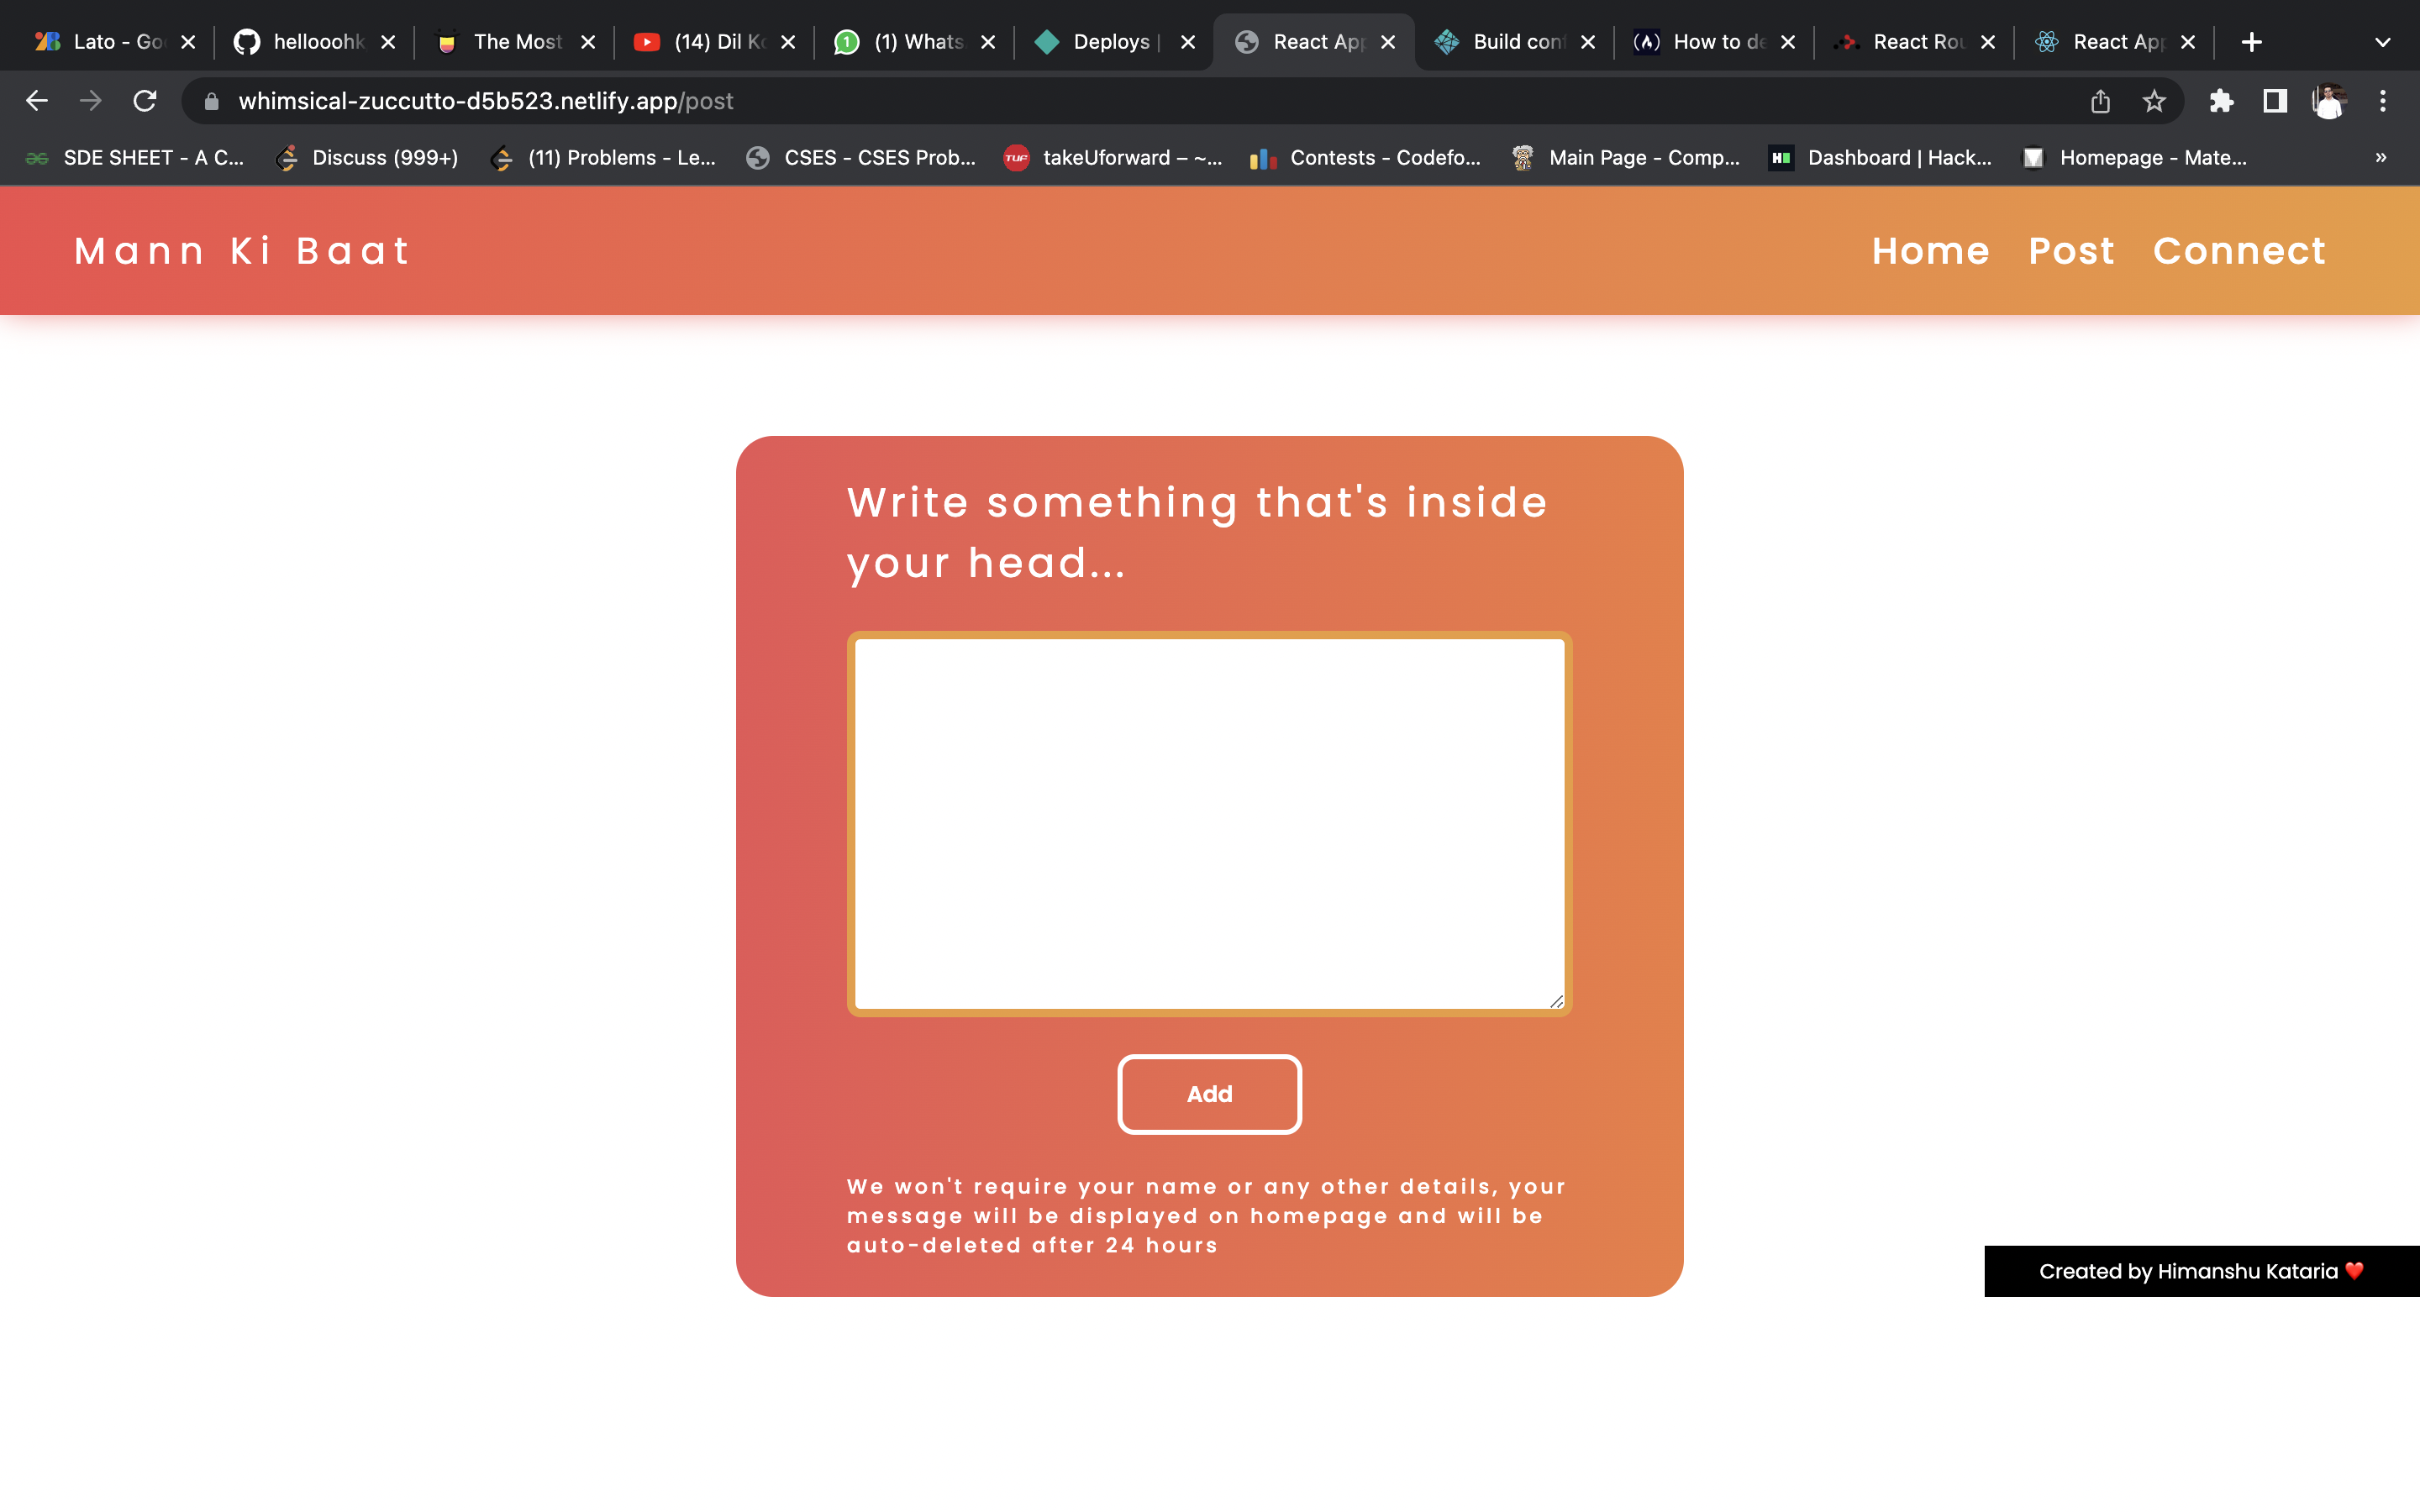 Lato - Go
hellooohk
The Most
(14) Dil K
(1) Whats
Deploys |
React App
Build conf
How to de
React Rou
React App
whimsical-zuccutto-d5b523.netlify.app/post
SDE SHEET - A C...
Discuss (999+)
(11) Problems - Le...
CSES - CSES Prob...
TUF
takeUforward – ~...
Contests - Codefo...
Main Page - Comp...
Dashboard | Hack...
Homepage - Mate...
»
Mann Ki Baat
Home Post Connect
Write something that's inside
your head...
Add
We won't require your name or any other details, your
message will be displayed on homepage and will be
auto-deleted after 24 hours
Created by Himanshu Kataria ❤️